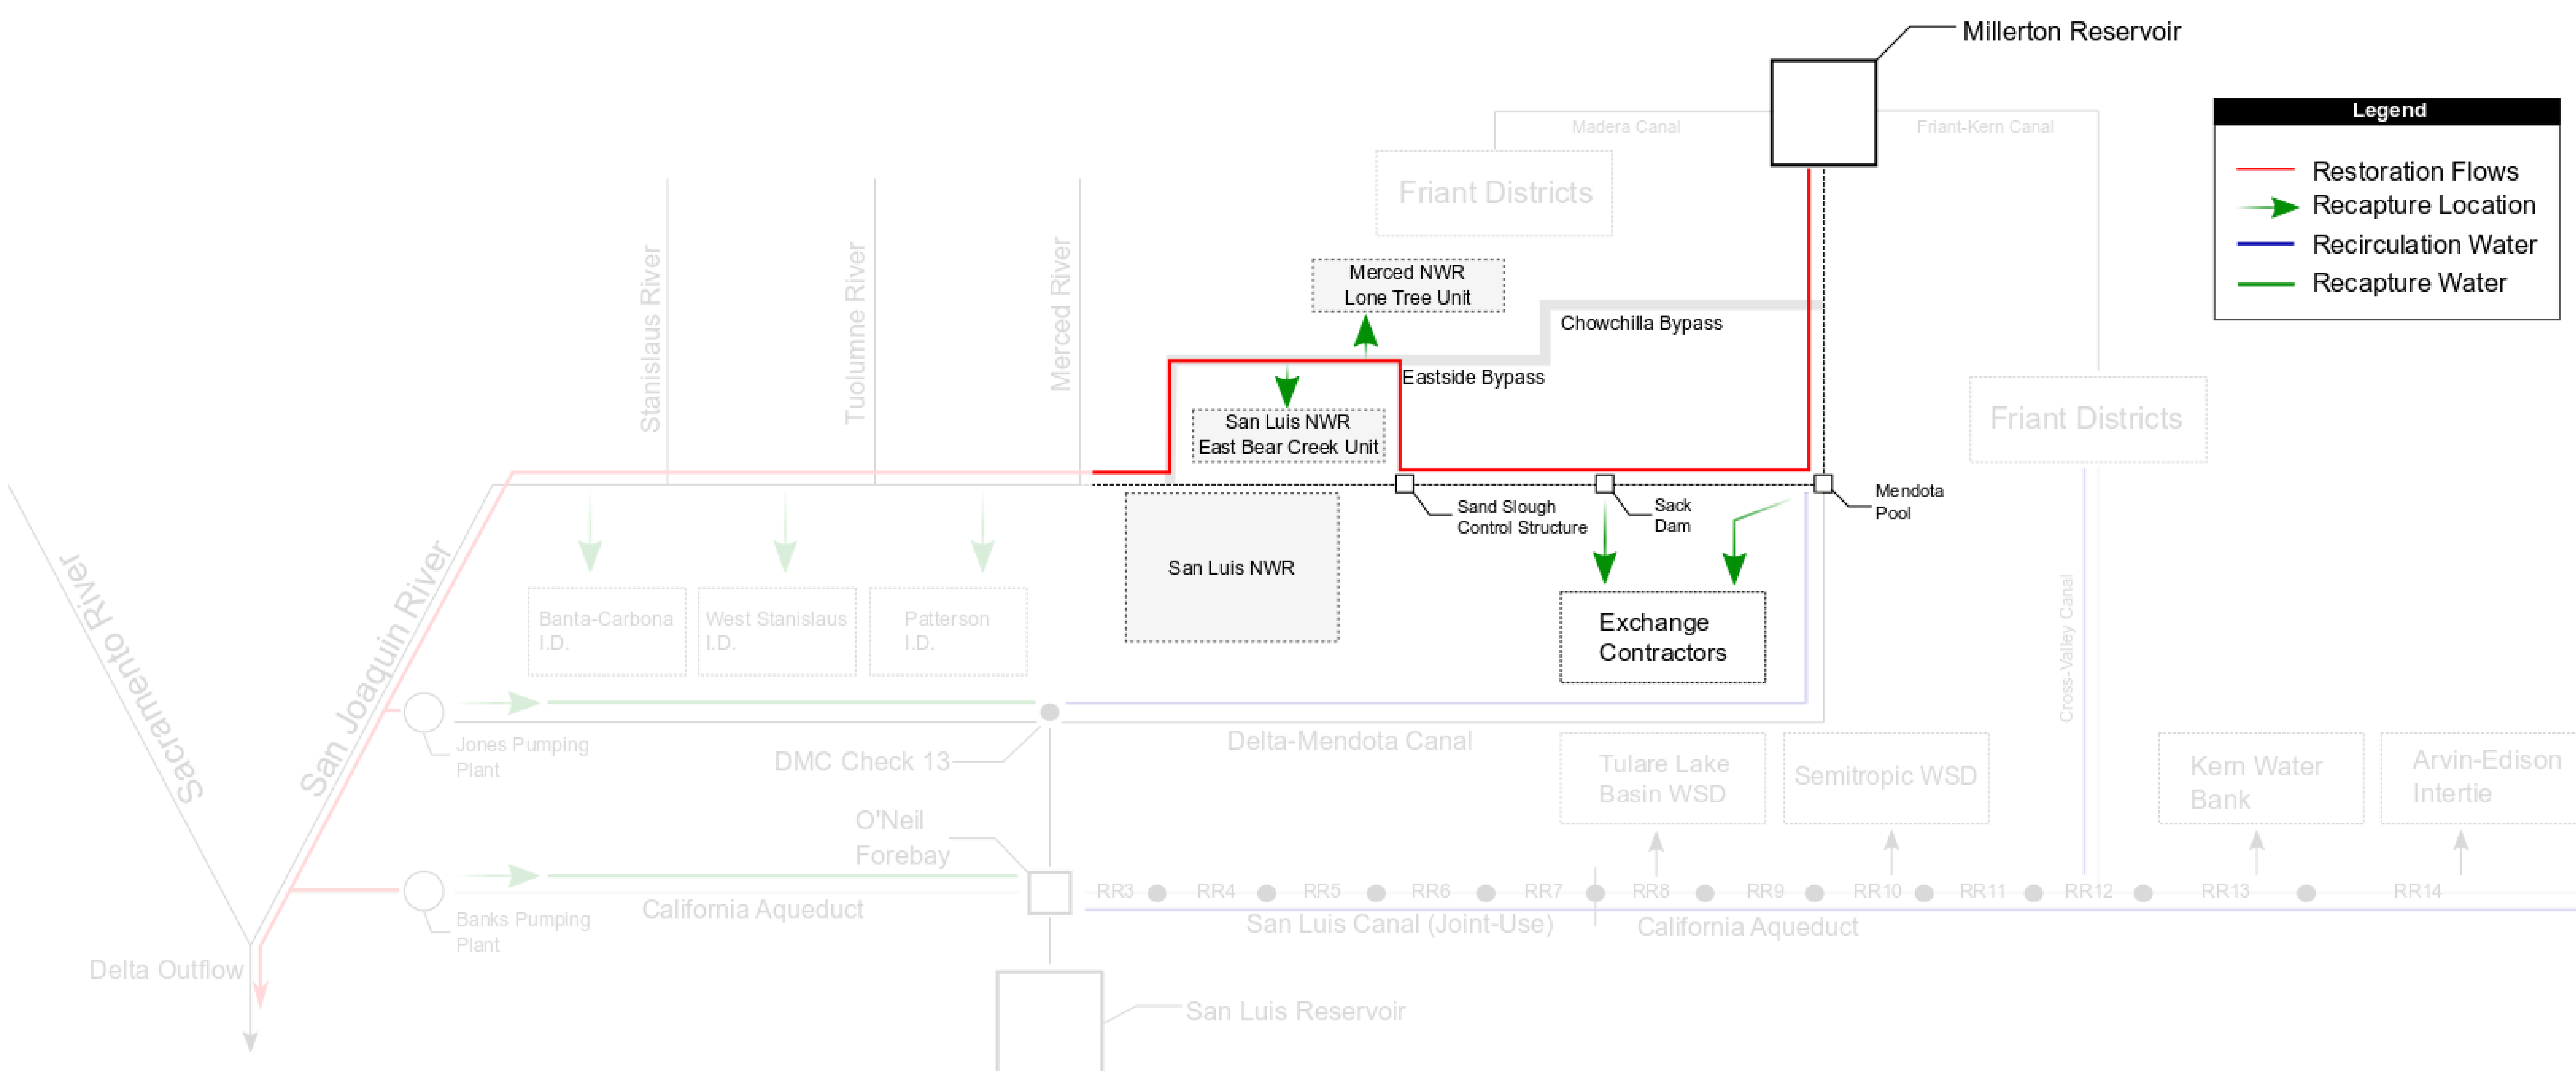 Millerton Reservoir
Legend
Restoration Flows
Recapture Location
Recirculation Water
Recapture Water
Madera Canal
Friant-Kern Canal
Friant Districts
Stanislaus River
Tuolumne River
Merced River
Merced NWR
Lone Tree Unit
Chowchilla Bypass
Eastside Bypass
San Luis NWR
East Bear Creek Unit
Friant Districts
Sand Slough
Control Structure
Sack
Dam
Mendota
Pool
San Luis NWR
Exchange
Contractors
Sacramento River
San Joaquin River
Banta-Carbona
I.D.
West Stanislaus
I.D.
Patterson
I.D.
Cross-Valley Canal
Jones Pumping
Plant
DMC Check 13
Delta-Mendota Canal
Tulare Lake
Basin WSD
Semitropic WSD
Kern Water
Bank
Arvin-Edison
Intertie
O'Neil
Forebay
Banks Pumping
Plant
California Aqueduct
RR3
RR4
RR5
RR6
RR7
RR8
RR9
RR10
RR11
RR12
RR13
RR14
San Luis Canal (Joint-Use)
California Aqueduct
Delta Outflow
San Luis Reservoir